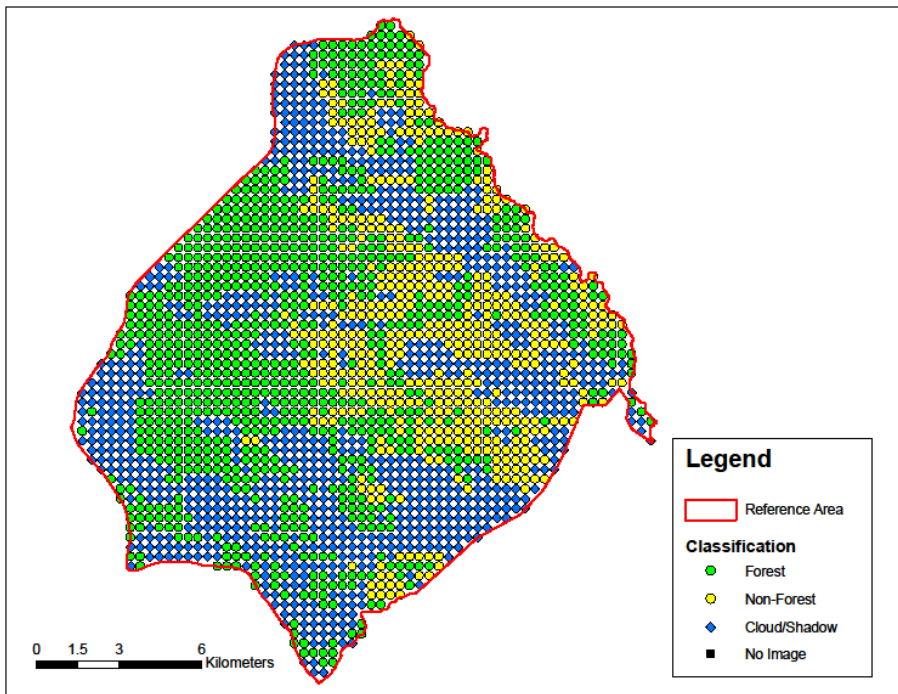 Legend
Reference Area
Classification
Forest
Non-Forest
Cloud/Shadow
No Image
0 1.5 3 6
Kilometers